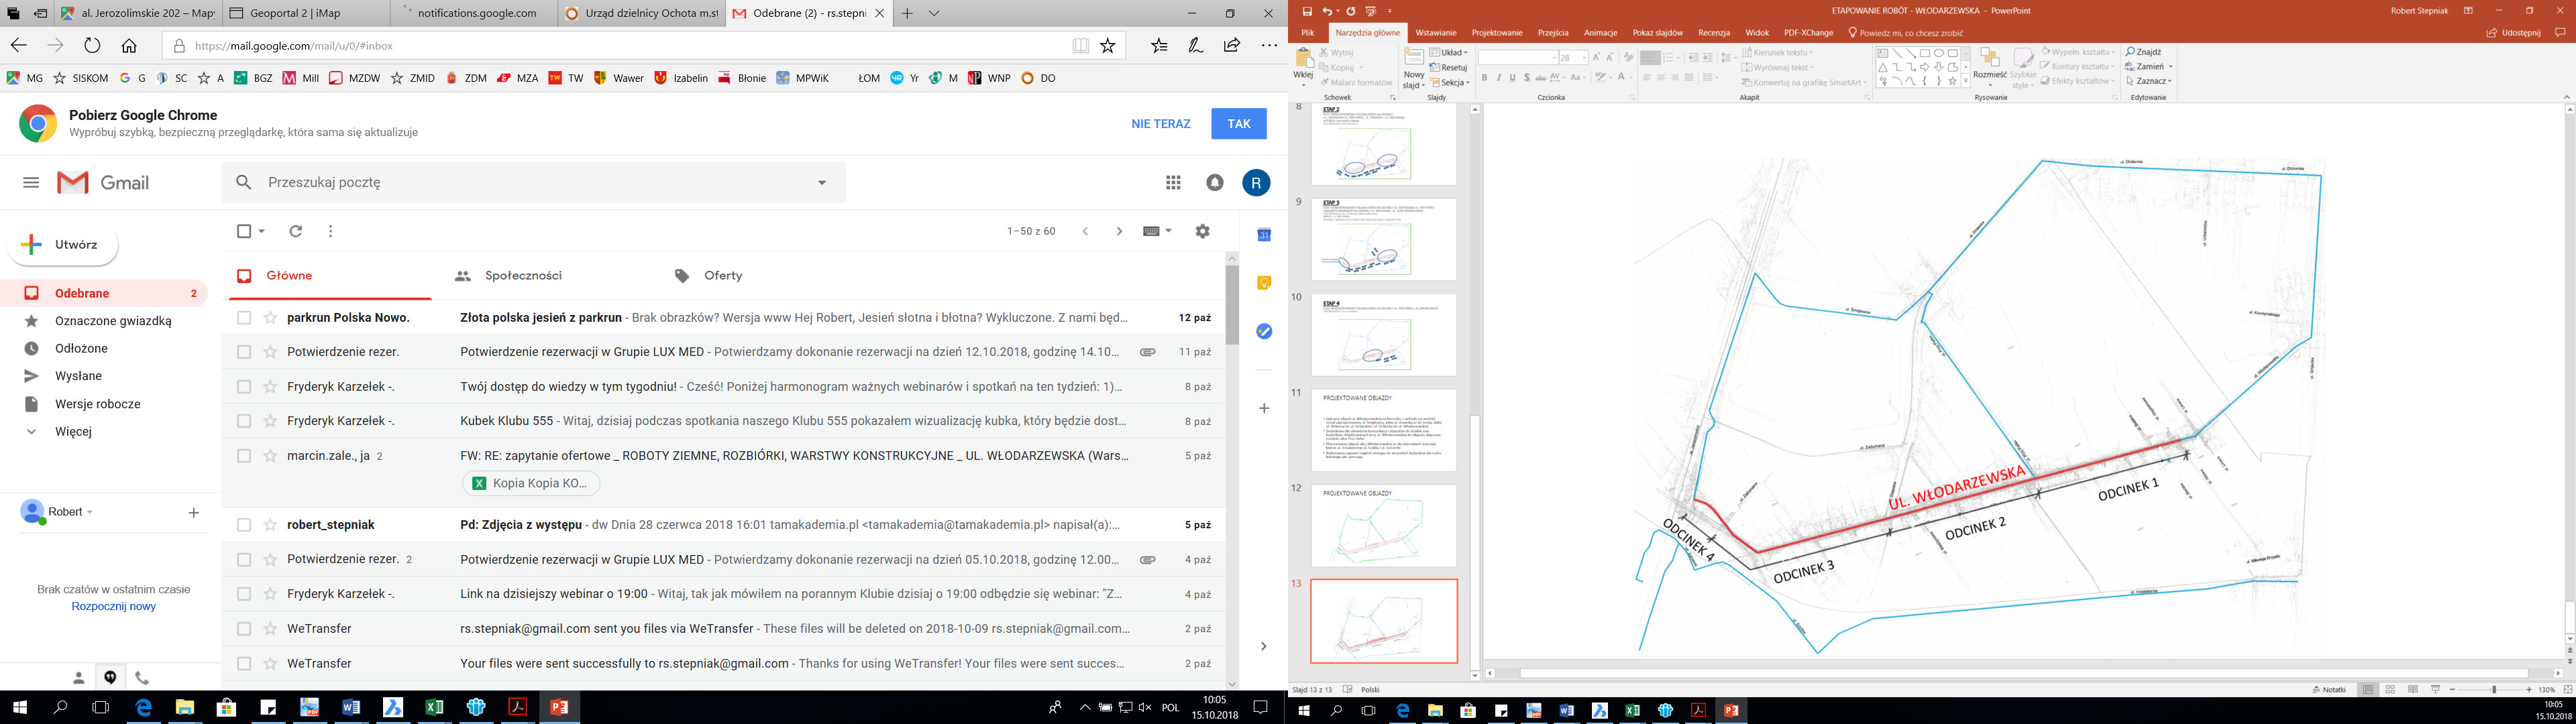 al. Jerozolimskie 202 – Map
Geoportal 2 | iMap
notifications.google.com
Urząd dzielnicy Ochota m.st
Odebrane (2) - rs.stepni
https://mail.google.com/mail/u/0/#inbox
MG SISKOM G SC A BGZ Mill MZDW ZMID ZDM MZA TW Wawer Izabelin Błonie MPWiK ŁOM Yr M WNP DO
Pobierz Google Chrome
Wypróbuj szybką, bezpieczną przeglądarkę, która sama się aktualizuje
NIE TERAZ TAK
Gmail
Przeszukaj pocztę
R
Utwórz
1–50 z 60
31
Główne Społeczności Oferty
Odebrane 2
Oznaczone gwiazdką
Odłożone
Wysłane
Wersje robocze
Więcej
parkrun Polska Nowo. Złota polska jesień z parkrun - Brak obrazków? Wersja www Hej Robert, Jesień słotna i błotna? Wykluczone. Z nami będ... 12 paź
Potwierdzenie rezer. Potwierdzenie rezerwacji w Grupie LUX MED - Potwierdzamy dokonanie rezerwacji na dzień 12.10.2018, godzinę 14.10... 11 paź
Fryderyk Karzełek -. Twój dostęp do wiedzy w tym tygodniu! - Cześć! Poniżej harmonogram ważnych webinarów i spotkań na ten tydzień: 1)... 8 paź
Fryderyk Karzełek -. Kubek Klubu 555 - Witaj, dzisiaj podczas spotkania naszego Klubu 555 pokazałem wizualizację kubka, który będzie dost... 8 paź
marcin.zale., ja 2 FW: RE: zapytanie ofertowe _ ROBOTY ZIEMNE, ROZBIÓRKI, WARSTWY KONSTRUKCYJNE _ UL. WŁODARZEWSKA (Wars... 5 paź
Kopia Kopia KO...
robert_stepniak Pd: Zdjęcia z występu - dw Dnia 28 czerwca 2018 16:01 tamakademia.pl <tamakademia@tamakademia.pl> napisał(a):... 5 paź
Potwierdzenie rezer. 2 Potwierdzenie rezerwacji w Grupie LUX MED - Potwierdzamy dokonanie rezerwacji na dzień 05.10.2018, godzinę 12.00... 4 paź
Fryderyk Karzełek -. Link na dzisiejszy webinar o 19:00 - Witaj, tak jak mówiłem na porannym Klubie dzisiaj o 19:00 odbędzie się webinar: "Z... 4 paź
WeTransfer rs.stepniak@gmail.com sent you files via WeTransfer - These files will be deleted on 2018-10-09 rs.stepniak@gmail.com... 2 paź
WeTransfer Your files were sent successfully to rs.stepniak@gmail.com - Thanks for using WeTransfer! Your files were sent succes... 2 paź
Robert
Brak czatów w ostatnim czasie
Rozpocznij nowy
POL
10:05
15.10.2018
ETAPOWANIE ROBÓT - WŁODARZEWSKA - PowerPoint
Robert Stepniak
Plik Narzędzia główne Wstawianie Projektowanie Przejścia Animacje Pokaz slajdów Recenzja Widok PDF-XChange Powiedz mi, co chcesz zrobić Udostępnij
Wklej
Wytnij
Kopiuj
Malarz formatów
Schowek
Nowy slajd
Układ
Resetuj
Sekcja
Slajdy
28
Czcionka
Kierunek tekstu
Wyrównaj tekst
Konwertuj na grafikę SmartArt
Akapit
Rozmieść
Szybkie style
Wypełn. kształtu
Kontury kształtu
Efekty kształtów
Rysowanie
Znajdź
Zamień
Zaznacz
Edytowanie
8
ETAP 2
9
ETAP 3
10
ETAP 4
11
PROJEKTOWANE OBJAZDY
12
PROJEKTOWANE OBJAZDY
13
UL. WŁODARZEWSKA
ODCINEK 1
ODCINEK 2
ODCINEK 3
ODCINEK 4
Slajd 13 z 13 Polski
Notatki
130%
10:05
15.10.2018